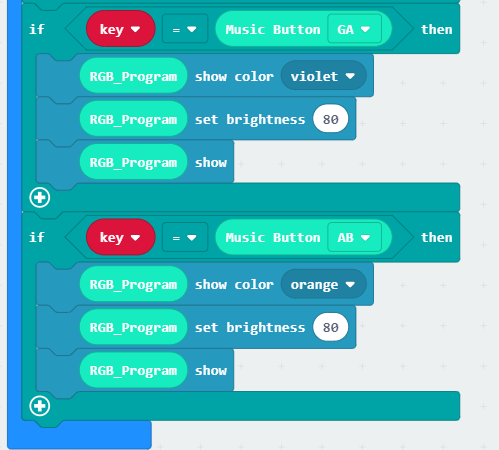 if key = Music Button GA then
RGB_Program show color violet
RGB_Program set brightness 80
RGB_Program show
if key = Music Button AB then
RGB_Program show color orange
RGB_Program set brightness 80
RGB_Program show